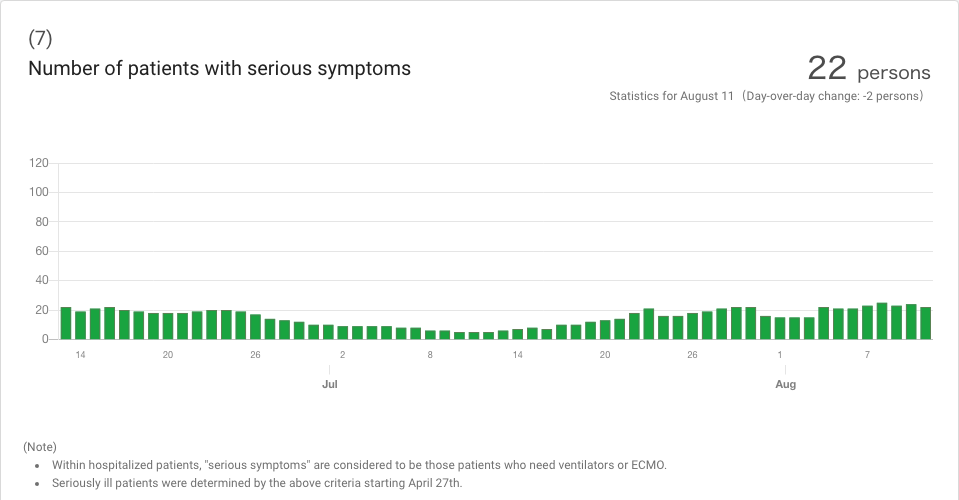 (7)
Number of patients with serious symptoms
22 persons
Statistics for August 11 (Day-over-day change: -2 persons)
120
100
80
60
40
20
0
14 20 26 2 8 14 20 26 1 7
Jul Aug
(Note)
• Within hospitalized patients, "serious symptoms" are considered to be those patients who need ventilators or ECMO.
• Seriously ill patients were determined by the above criteria starting April 27th.